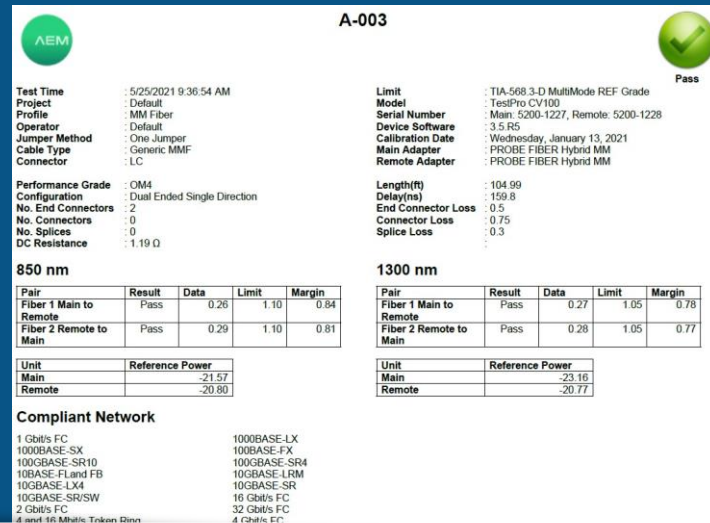 A-003
AEM
Pass
Test Time : 5/25/2021 9:36:54 AM
Project : Default
Profile : MM Fiber
Operator : Default
Jumper Method : One Jumper
Cable Type : Generic MMF
Connector : LC
Limit : TIA-568.3-D MultiMode REF Grade
Model : TestPro CV100
Serial Number : Main: 5200-1227, Remote: 5200-1228
Device Software : 3.5.R5
Calibration Date : Wednesday, January 13, 2021
Main Adapter : PROBE FIBER Hybrid MM
Remote Adapter : PROBE FIBER Hybrid MM
Performance Grade : OM4
Configuration : Dual Ended Single Direction
No. End Connectors : 2
No. Connectors : 0
No. Splices : 0
DC Resistance : 1.19 Ω
Length(ft) : 104.99
Delay(ns) : 159.8
End Connector Loss : 0.5
Connector Loss : 0.75
Splice Loss : 0.3
:
850 nm
Pair Result Data Limit Margin
Fiber 1 Main to Pass 0.26 1.10 0.84
Remote
Fiber 2 Remote to Pass 0.29 1.10 0.81
Main
Unit Reference Power
Main -21.57
Remote -20.80
1300 nm
Pair Result Data Limit Margin
Fiber 1 Main to Pass 0.27 1.05 0.78
Remote
Fiber 2 Remote to Pass 0.28 1.05 0.77
Main
Unit Reference Power
Main -23.16
Remote -20.77
Compliant Network
1 Gbit/s FC
1000BASE-SX
100GBASE-SR10
10BASE-FLand FB
10GBASE-LX4
10GBASE-SR/SW
2 Gbit/s FC
4 and 16 Mbit/s Token Ring
1000BASE-LX
100BASE-FX
100GBASE-SR4
10GBASE-LRM
10GBASE-SR
16 Gbit/s FC
32 Gbit/s FC
4 Gbit/s FC